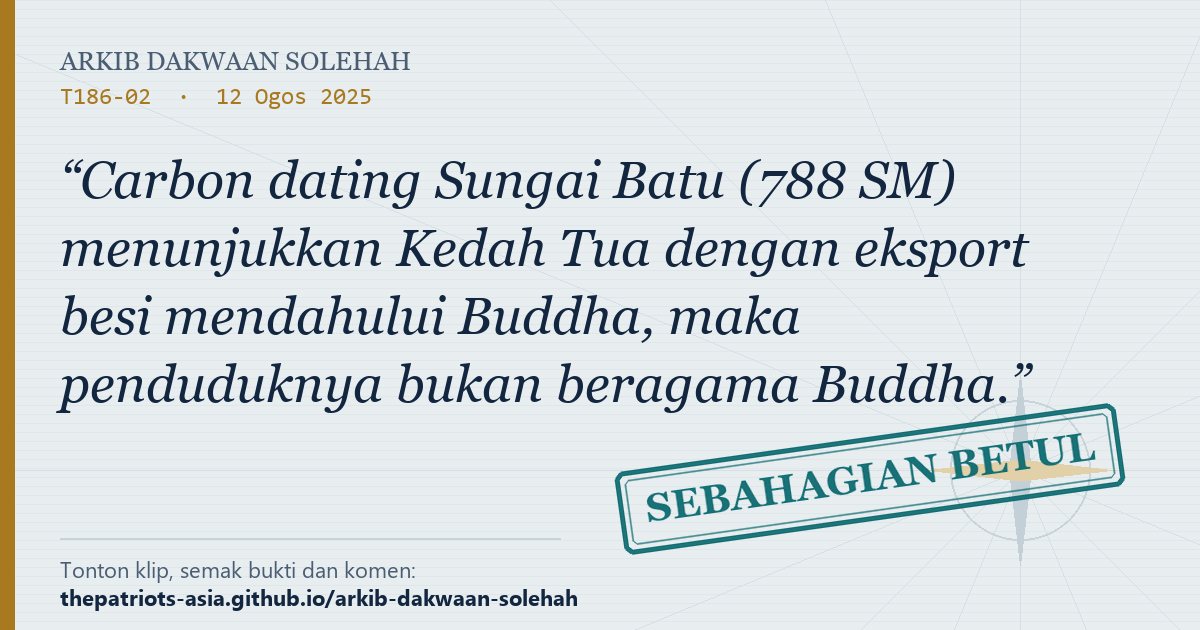 ARKIB DAKWAAN SOLEHAH
T186-02 · 12 Ogos 2025
“Carbon dating Sungai Batu (788 SM)
menunjukkan Kedah Tua dengan eksport
besi mendahului Buddha, maka
penduduknya bukan beragama Buddha.”
SEBAHAGIAN BETUL
Tonton klip, semak bukti dan komen:
thepatriots-asia.github.io/arkib-dakwaan-solehah